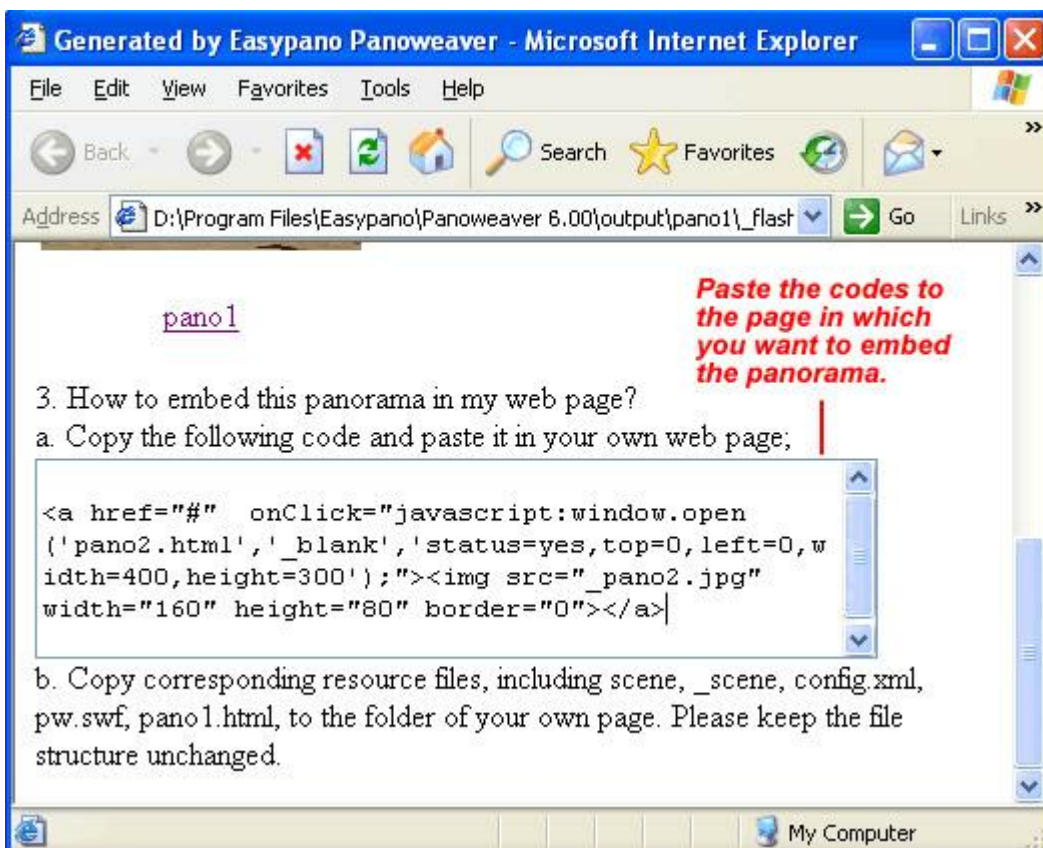 Generated by Easypano Panoweaver - Microsoft Internet Explorer
File Edit View Favorites Tools Help
Back Search Favorites
Address D:\Program Files\Easypano\Panoweaver 6.00\output\pano1\_flash Go Links
pano1
Paste the codes to
the page in which
you want to embed
the panorama.
3. How to embed this panorama in my web page?
a. Copy the following code and paste it in your own web page;
<a href="#"  onClick="javascript:window.open
('pano2.html','_blank','status=yes,top=0,left=0,w
idth=400,height=300');"><img src="_pano2.jpg"
width="160" height="80" border="0"></a>
b. Copy corresponding resource files, including scene, _scene, config.xml,
pw.swf, pano1.html, to the folder of your own page. Please keep the file
structure unchanged.
My Computer